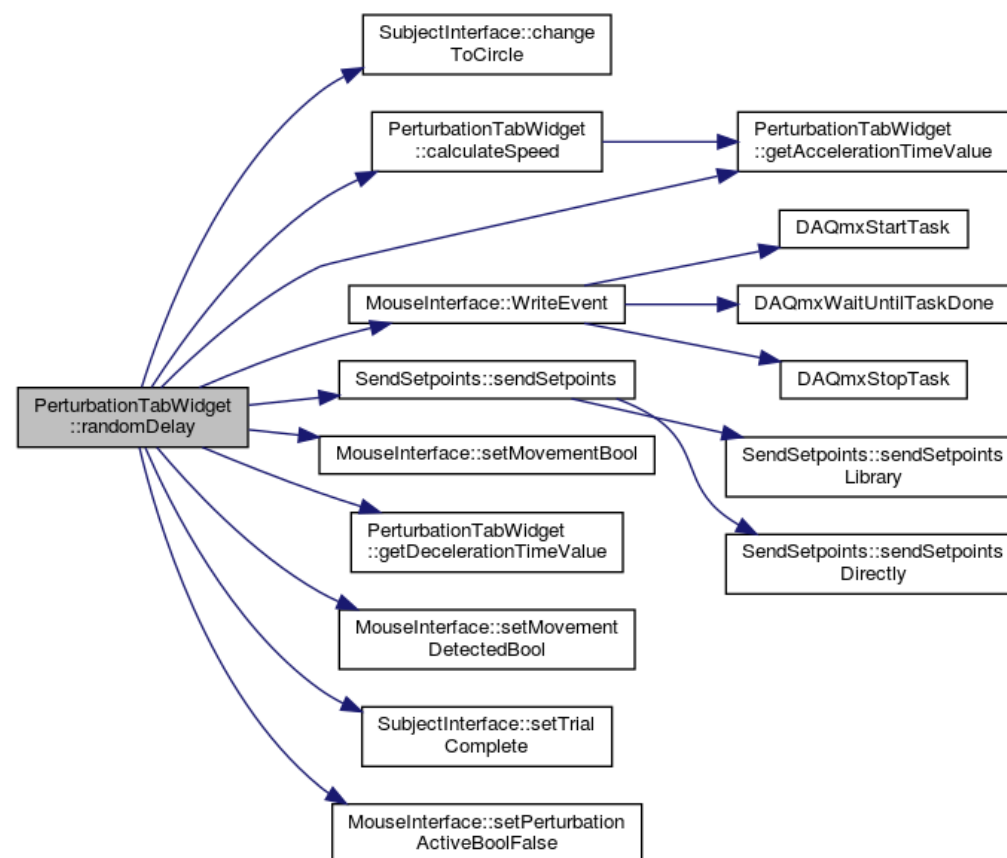 SubjectInterface::change
ToCircle
PerturbationTabWidget
::calculateSpeed
PerturbationTabWidget
::getAccelerationTimeValue
DAQmxStartTask
MouseInterface::WriteEvent
DAQmxWaitUntilTaskDone
DAQmxStopTask
SendSetpoints::sendSetpoints
PerturbationTabWidget
::randomDelay
MouseInterface::setMovementBool
SendSetpoints::sendSetpoints
Library
PerturbationTabWidget
::getDecelerationTimeValue
SendSetpoints::sendSetpoints
Directly
MouseInterface::setMovement
DetectedBool
SubjectInterface::setTrial
Complete
MouseInterface::setPerturbation
ActiveBoolFalse